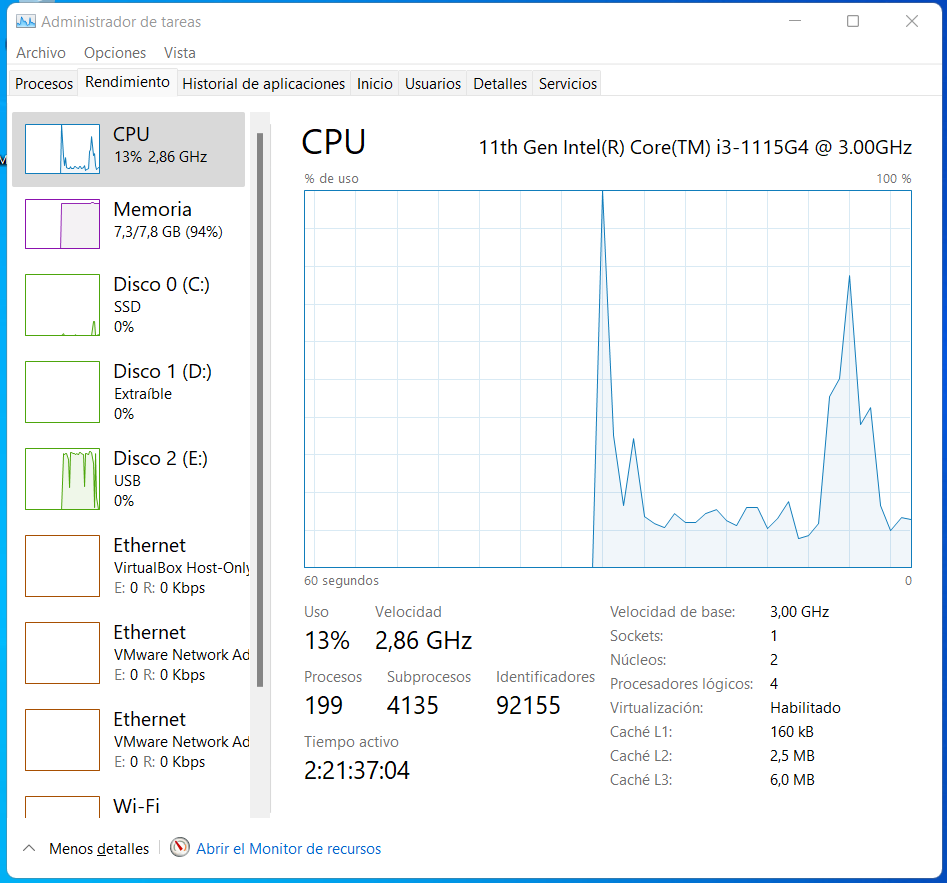 Administrador de tareas
Archivo Opciones Vista
Procesos Rendimiento Historial de aplicaciones Inicio Usuarios Detalles Servicios
CPU
13% 2,86 GHz
Memoria
7,3/7,8 GB (94%)
Disco 0 (C:)
SSD
0%
Disco 1 (D:)
Extraíble
0%
Disco 2 (E:)
USB
0%
Ethernet
VirtualBox Host-Only
E: 0 R: 0 Kbps
Ethernet
VMware Network Ad
E: 0 R: 0 Kbps
Ethernet
VMware Network Ad
E: 0 R: 0 Kbps
Wi-Fi
CPU
11th Gen Intel(R) Core(TM) i3-1115G4 @ 3.00GHz
% de uso 100 %
60 segundos 0
Uso Velocidad
13% 2,86 GHz
Procesos Subprocesos Identificadores
199 4135 92155
Tiempo activo
2:21:37:04
Velocidad de base: 3,00 GHz
Sockets: 1
Núcleos: 2
Procesadores lógicos: 4
Virtualización: Habilitado
Caché L1: 160 kB
Caché L2: 2,5 MB
Caché L3: 6,0 MB
Menos detalles Abrir el Monitor de recursos